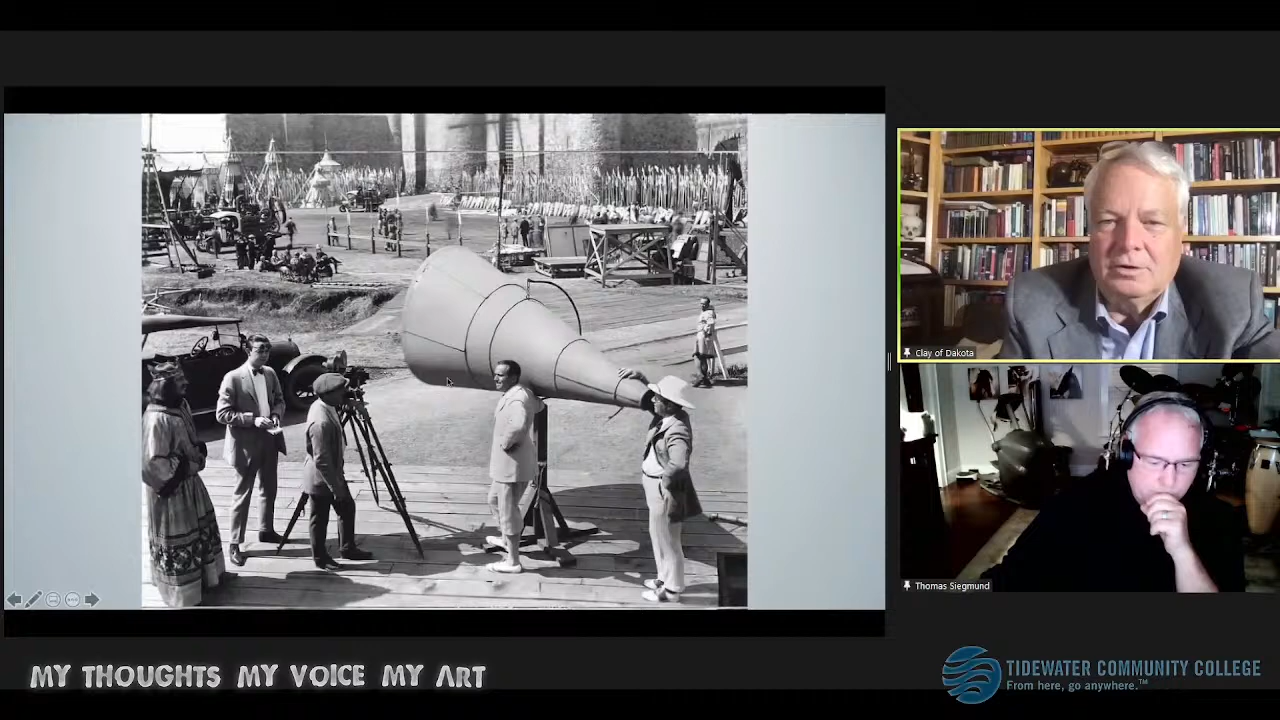 Clay of Dakota
Thomas Siegmund
MY THOUGHTS MY VOICE MY ART
TIDEWATER COMMUNITY COLLEGE
From here, go anywhere.™